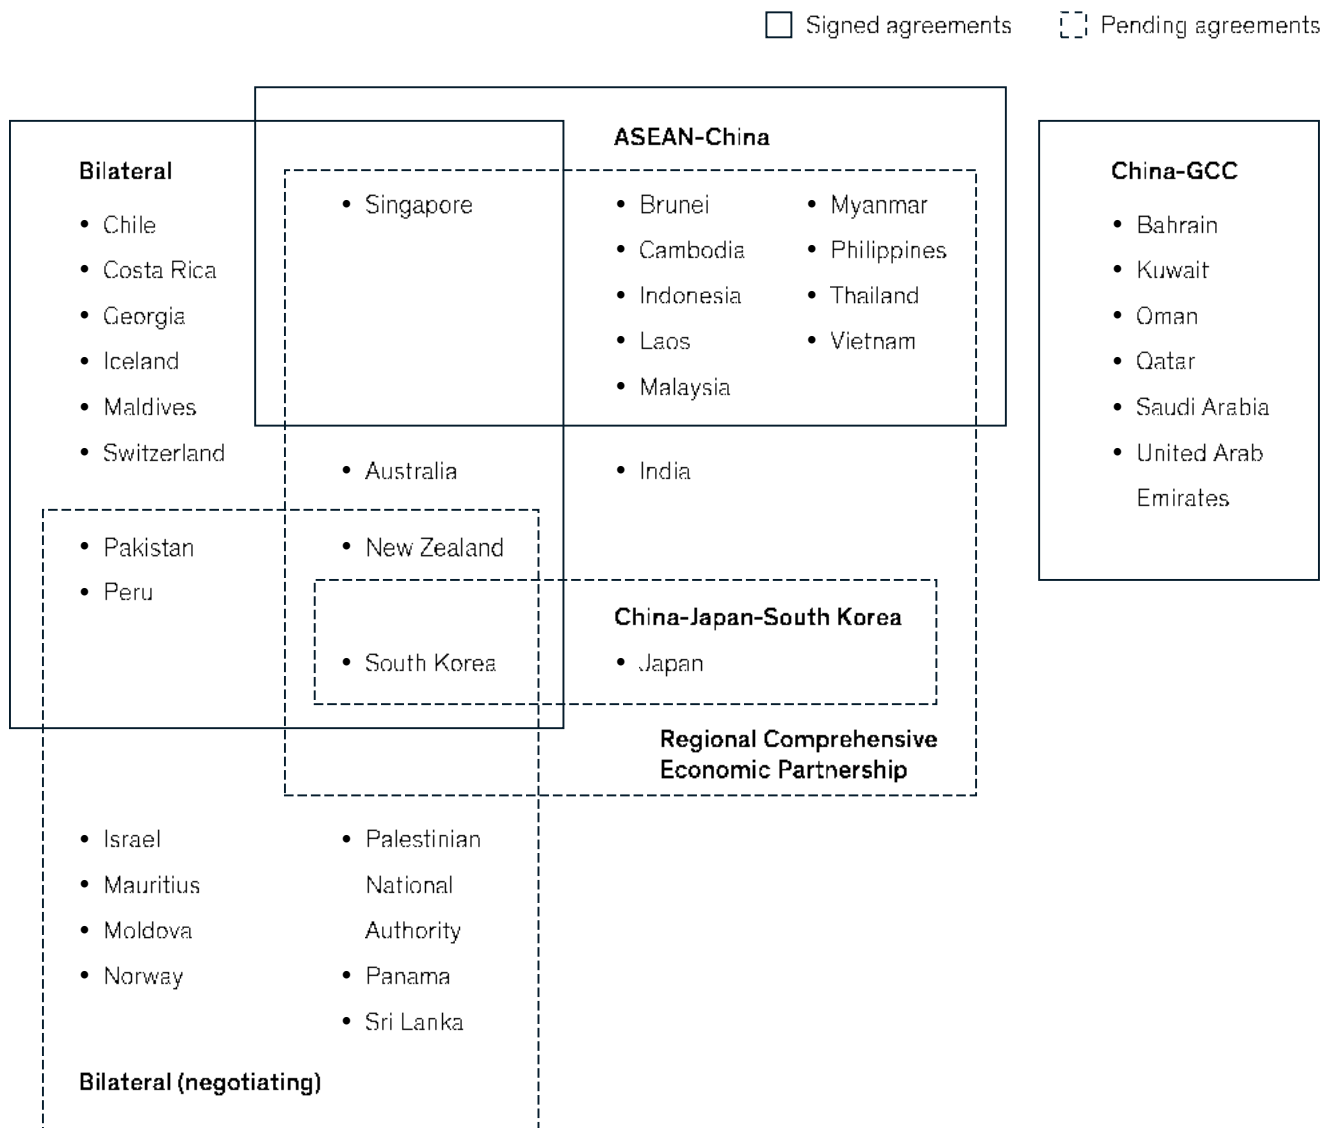 Signed agreements
Pending agreements
Bilateral
• Chile
• Costa Rica
• Georgia
• Iceland
• Maldives
• Switzerland
• Pakistan
• Peru
ASEAN-China
• Singapore
• Brunei
• Cambodia
• Indonesia
• Laos
• Malaysia
• Myanmar
• Philippines
• Thailand
• Vietnam
• Australia
• India
• New Zealand
China-Japan-South Korea
• South Korea
• Japan
Regional Comprehensive
Economic Partnership
China-GCC
• Bahrain
• Kuwait
• Oman
• Qatar
• Saudi Arabia
• United Arab
Emirates
• Israel
• Mauritius
• Moldova
• Norway
• Palestinian
National
Authority
• Panama
• Sri Lanka
Bilateral (negotiating)